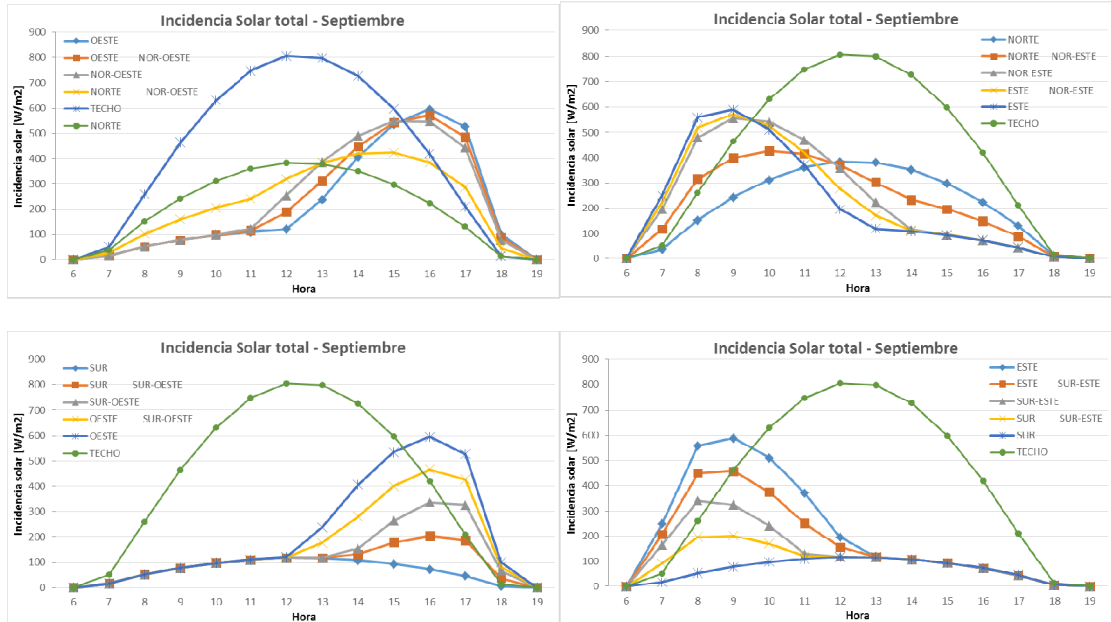 Incidencia Solar total - Septiembre
Incidencia solar [W/m2]
900
800
700
600
500
400
300
200
100
0
OESTE
OESTE NOR-OESTE
NOR-OESTE
NORTE NOR-OESTE
TECHO
NORTE
6 7 8 9 10 11 12 13 14 15 16 17 18 19
Hora
Incidencia Solar total - Septiembre
Incidencia solar [W/m2]
900
800
700
600
500
400
300
200
100
0
NORTE
NORTE NOR-ESTE
NOR-ESTE
ESTE NOR-ESTE
ESTE
TECHO
6 7 8 9 10 11 12 13 14 15 16 17 18 19
Hora
Incidencia Solar total - Septiembre
Incidencia solar [W/m2]
900
800
700
600
500
400
300
200
100
0
SUR
SUR SUR-OESTE
SUR-OESTE
OESTE SUR-OESTE
OESTE
TECHO
6 7 8 9 10 11 12 13 14 15 16 17 18 19
Hora
Incidencia Solar total - Septiembre
Incidencia solar [W/m2]
900
800
700
600
500
400
300
200
100
0
ESTE
ESTE SUR-ESTE
SUR-ESTE
SUR SUR-ESTE
SUR
TECHO
6 7 8 9 10 11 12 13 14 15 16 17 18 19
Hora